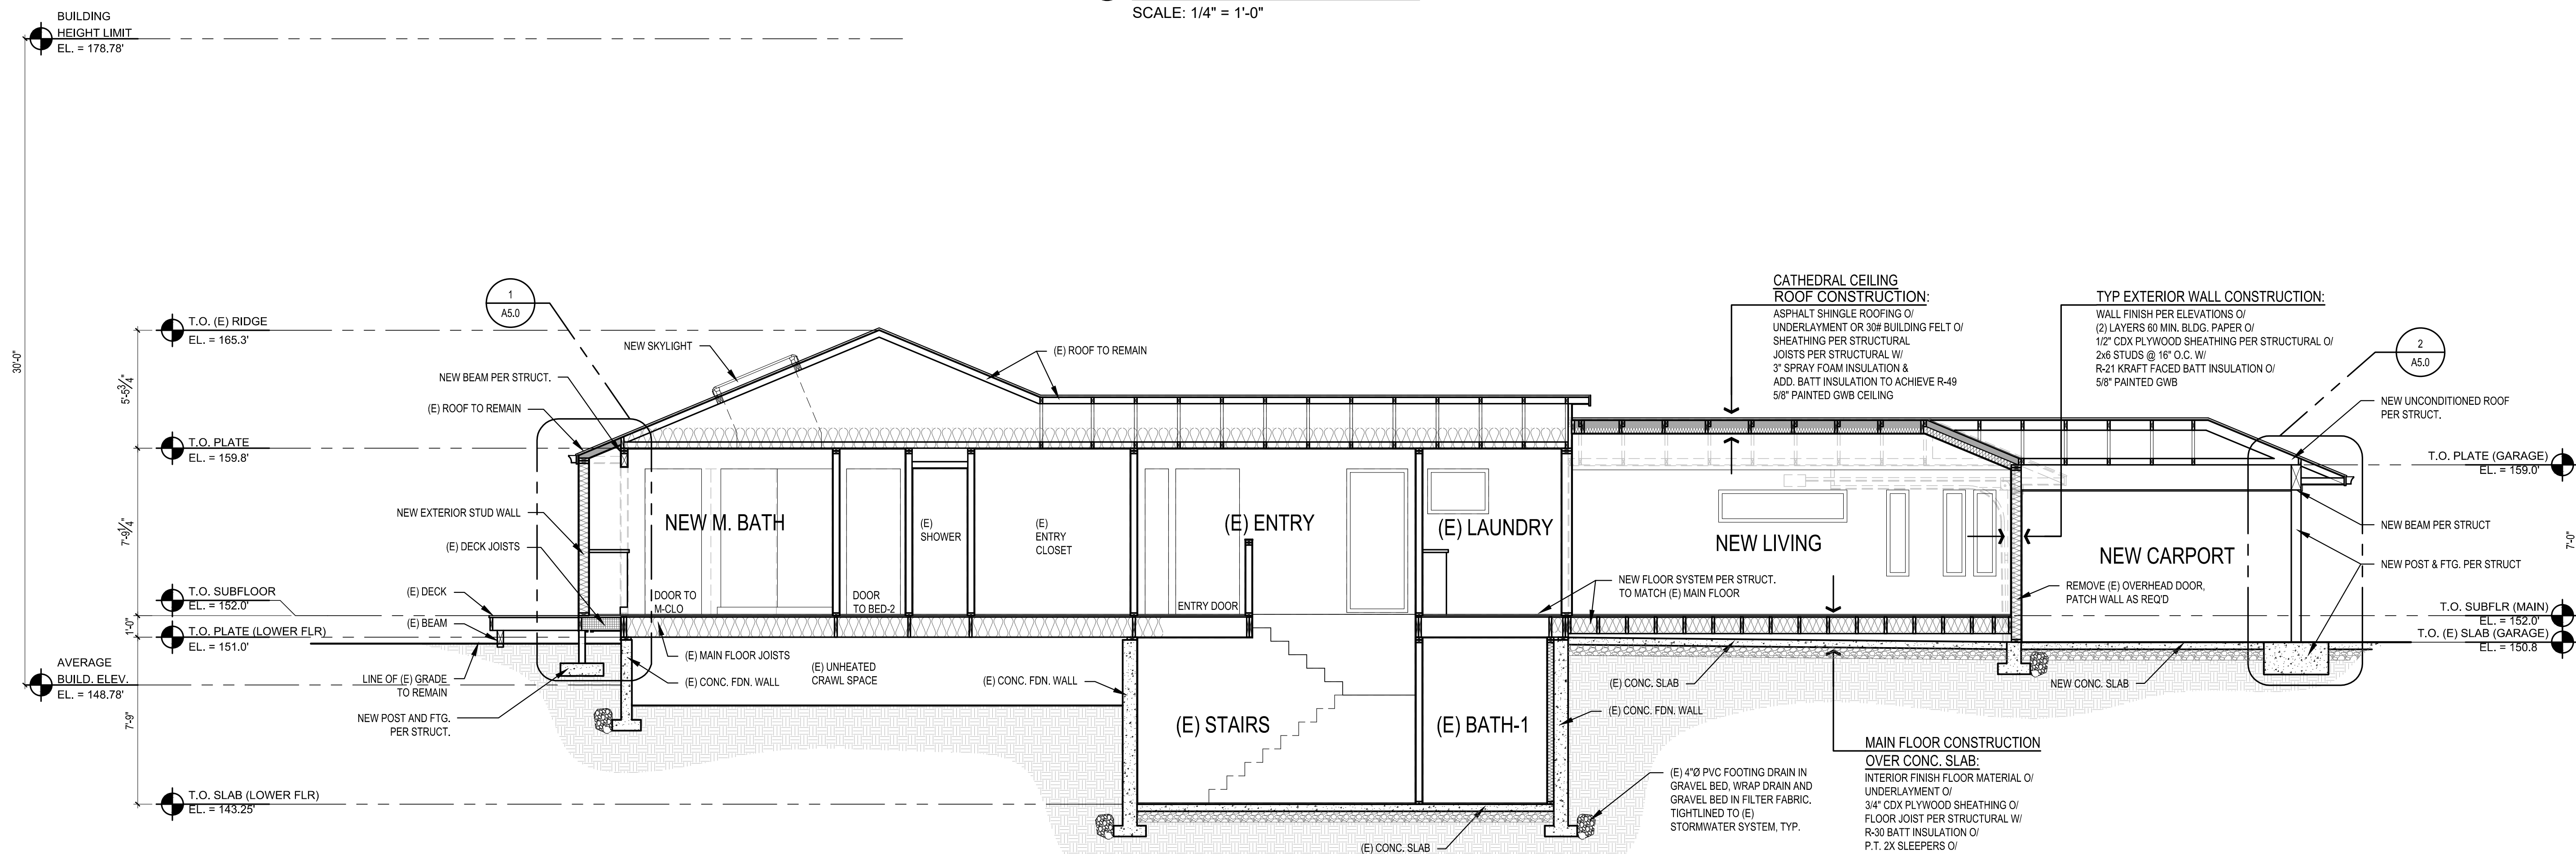 SCALE: 1/4" = 1'-0"
BUILDING
HEIGHT LIMIT
EL. = 178.78'
30'-0"
T.O. (E) RIDGE
EL. = 165.3'
5'-5 3/4"
T.O. PLATE
EL. = 159.8'
7'-9 1/4"
T.O. SUBFLOOR
EL. = 152.0'
1'-0"
T.O. PLATE (LOWER FLR)
EL. = 151.0'
AVERAGE
BUILD. ELEV.
EL. = 148.78'
7'-9"
T.O. SLAB (LOWER FLR)
EL. = 143.25'
1
A5.0
NEW SKYLIGHT
NEW BEAM PER STRUCT.
(E) ROOF TO REMAIN
NEW EXTERIOR STUD WALL
(E) DECK JOISTS
(E) DECK
(E) BEAM
LINE OF (E) GRADE
TO REMAIN
NEW POST AND FTG.
PER STRUCT.
(E) ROOF TO REMAIN
NEW M. BATH
DOOR TO
M-CLO
DOOR
TO BED-2
(E)
SHOWER
(E)
ENTRY
CLOSET
(E) ENTRY
ENTRY DOOR
(E) LAUNDRY
(E) MAIN FLOOR JOISTS
(E) CONC. FDN. WALL
(E) UNHEATED
CRAWL SPACE
(E) CONC. FDN. WALL
(E) STAIRS
(E) BATH-1
(E) CONC. SLAB
CATHEDRAL CEILING
ROOF CONSTRUCTION:
ASPHALT SHINGLE ROOFING O/
UNDERLAYMENT OR 30# BUILDING FELT O/
SHEATHING PER STRUCTURAL
JOISTS PER STRUCTURAL W/
3" SPRAY FOAM INSULATION &
ADD. BATT INSULATION TO ACHIEVE R-49
5/8" PAINTED GWB CEILING
TYP EXTERIOR WALL CONSTRUCTION:
WALL FINISH PER ELEVATIONS O/
(2) LAYERS 60 MIN. BLDG. PAPER O/
1/2" CDX PLYWOOD SHEATHING PER STRUCTURAL O/
2x6 STUDS @ 16" O.C. W/
R-21 KRAFT FACED BATT INSULATION O/
5/8" PAINTED GWB
2
A5.0
NEW UNCONDITIONED ROOF
PER STRUCT.
T.O. PLATE (GARAGE)
EL. = 159.0'
NEW LIVING
NEW CARPORT
NEW BEAM PER STRUCT
NEW POST & FTG. PER STRUCT
7'-0"
NEW FLOOR SYSTEM PER STRUCT.
TO MATCH (E) MAIN FLOOR
REMOVE (E) OVERHEAD DOOR,
PATCH WALL AS REQ'D
T.O. SUBFLR (MAIN)
EL. = 152.0'
T.O. (E) SLAB (GARAGE)
EL. = 150.8
(E) CONC. SLAB
NEW CONC. SLAB
(E) CONC. FDN. WALL
(E) 4"Ø PVC FOOTING DRAIN IN
GRAVEL BED, WRAP DRAIN AND
GRAVEL BED IN FILTER FABRIC.
TIGHTLINED TO (E)
STORMWATER SYSTEM, TYP.
MAIN FLOOR CONSTRUCTION
OVER CONC. SLAB:
INTERIOR FINISH FLOOR MATERIAL O/
UNDERLAYMENT O/
3/4" CDX PLYWOOD SHEATHING O/
FLOOR JOIST PER STRUCTURAL W/
R-30 BATT INSULATION O/
P.T. 2X SLEEPERS O/